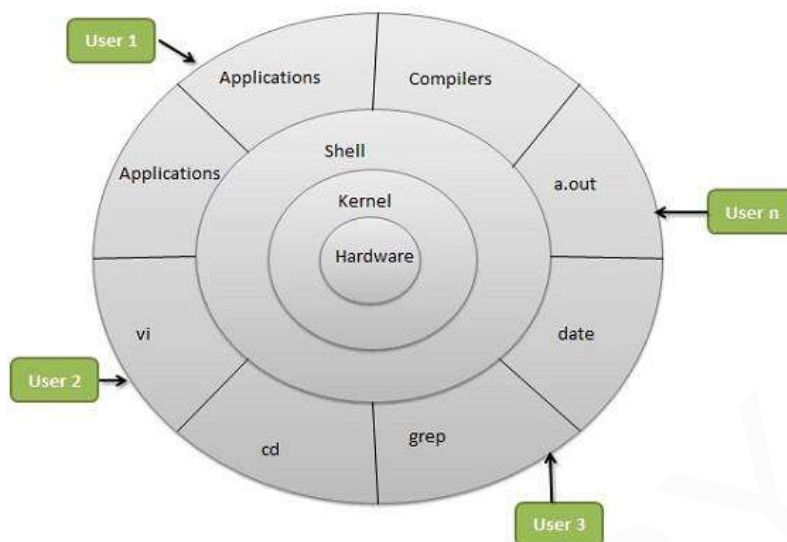 User 1
Applications
Compilers
Shell
Applications
a.out
Kernel
User n
Hardware
vi
date
User 2
grep
cd
User 3